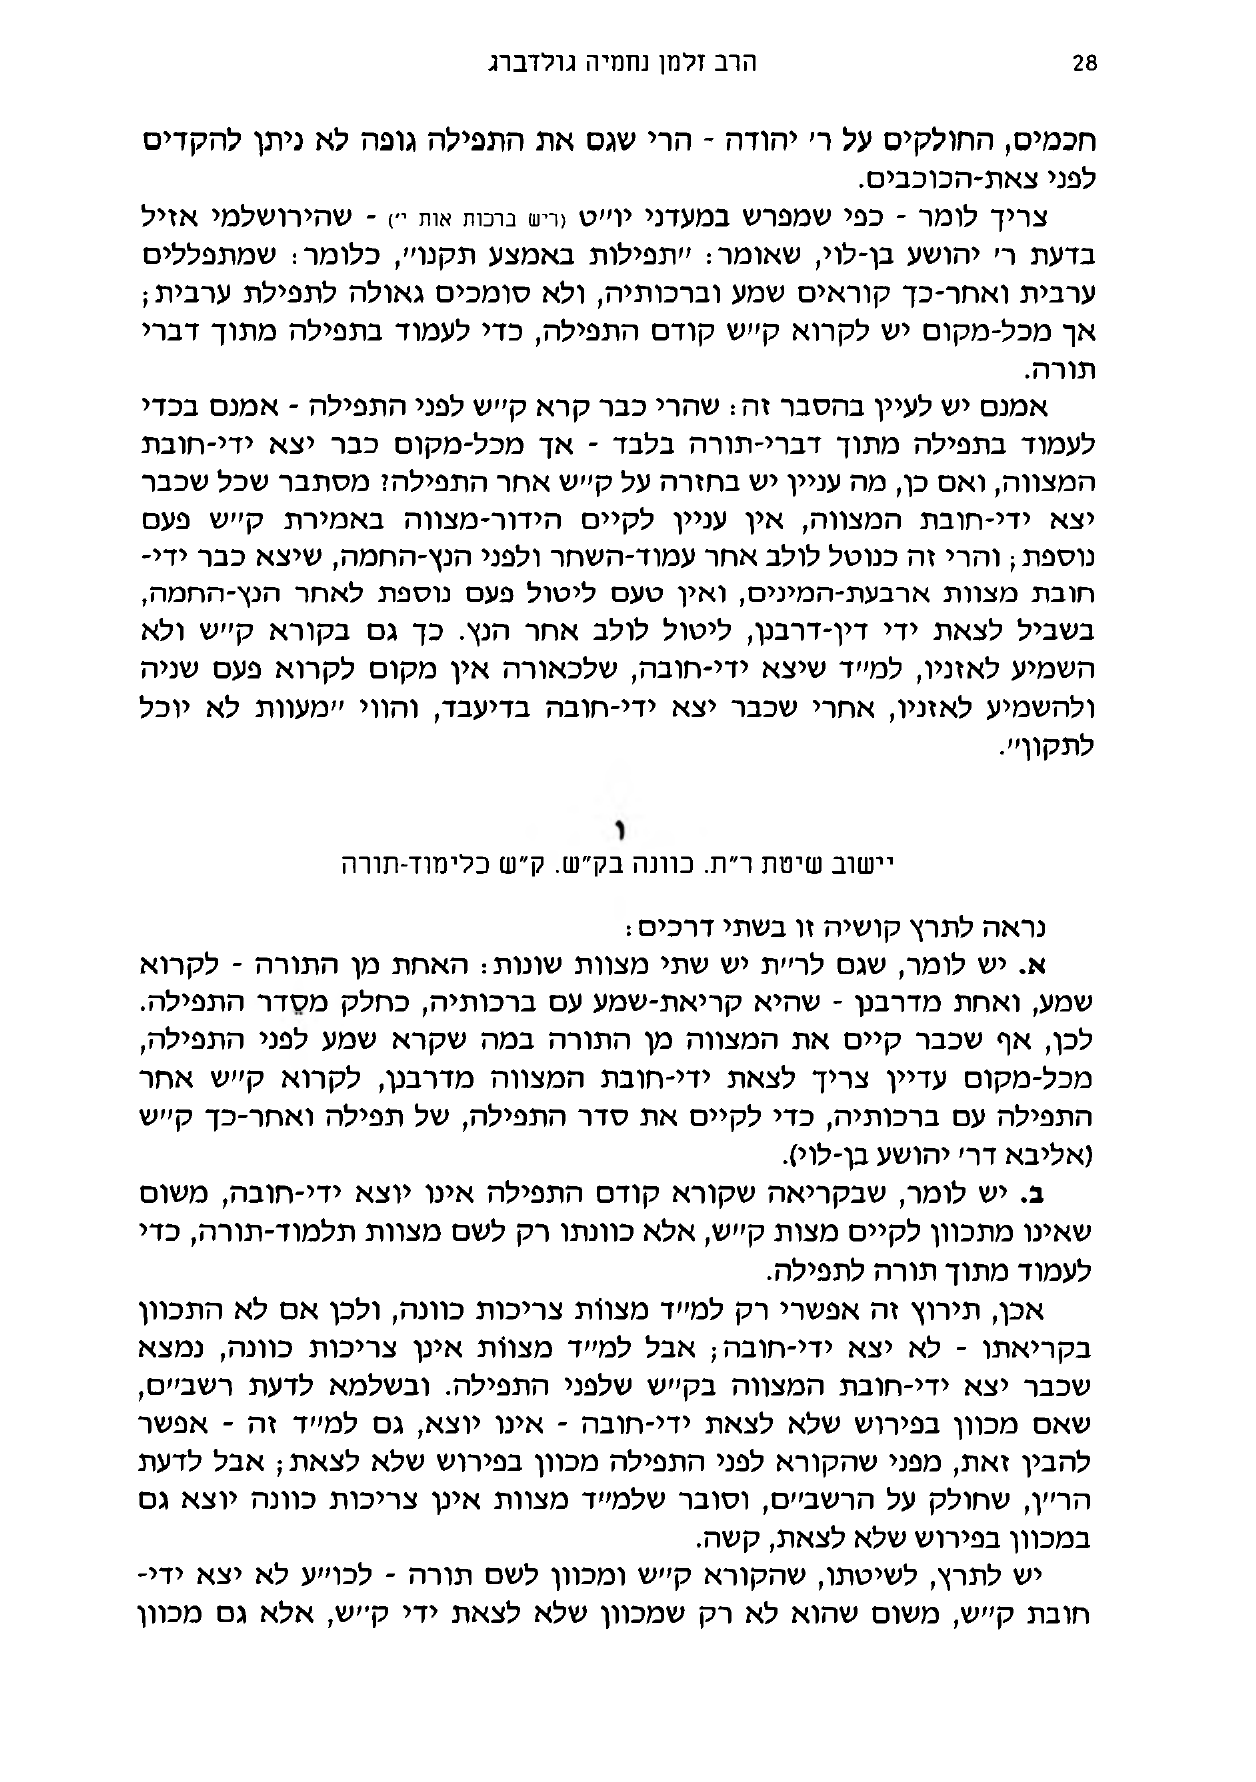 28
הרב זלמן נחמיה גולדברג
חכמים, החולקים על ר' יהודה - הרי שגם את התפילה גופה לא ניתן להקדים
לפני צאת-הכוכבים.
צריך לומר - כפי שמפרש במעדני יו״ט (ריש ברכות אות י') - שהירושלמי אזיל
בדעת ר' יהושע בן-לוי, שאומר: ״תפילות באמצע תקנו״, כלומר: שמתפללים
ערבית ואחר-כך קוראים שמע וברכותיה, ולא סומכים גאולה לתפילת ערבית;
אך מכל-מקום יש לקרוא ק״ש קודם התפילה, כדי לעמוד בתפילה מתוך דברי
תורה.
אמנם יש לעיין בהסבר זה: שהרי כבר קרא ק״ש לפני התפילה - אמנם בכדי
לעמוד בתפילה מתוך דברי-תורה בלבד - אך מכל-מקום כבר יצא ידי-חובת
המצווה, ואם כן, מה עניין יש בחזרה על ק״ש אחר התפילה? מסתבר שכל שכבר
יצא ידי-חובת המצווה, אין עניין לקיים הידור-מצווה באמירת ק״ש פעם
נוספת; והרי זה כנוטל לולב אחר עמוד-השחר ולפני הנץ-החמה, שיצא כבר ידי-
חובת מצוות ארבעת-המינים, ואין טעם ליטול פעם נוספת לאחר הנץ-החמה,
בשביל לצאת ידי דין-דרבנן, ליטול לולב אחר הנץ. כך גם בקורא ק״ש ולא
השמיע לאזניו, למ״ד שיצא ידי-חובה, שלכאורה אין מקום לקרוא פעם שניה
ולהשמיע לאזניו, אחרי שכבר יצא ידי-חובה בדיעבד, והווי ״מעוות לא יוכל
לתקון״.
ו
יישוב שיטת ר״ת. כוונה בק״ש. ק״ש כלימוד-תורה
נראה לתרץ קושיה זו בשתי דרכים:
א. יש לומר, שגם לר״ת יש שתי מצוות שונות: האחת מן התורה - לקרוא
שמע, ואחת מדרבנן - שהיא קריאת-שמע עם ברכותיה, כחלק מסֵדר התפילה.
לכן, אף שכבר קיים את המצווה מן התורה במה שקרא שמע לפני התפילה,
מכל-מקום עדיין צריך לצאת ידי-חובת המצווה מדרבנן, לקרוא ק״ש אחר
התפילה עם ברכותיה, כדי לקיים את סדר התפילה, של תפילה ואחר-כך ק״ש
(אליבא דר' יהושע בן-לוי).
ב. יש לומר, שבקריאה שקורא קודם התפילה אינו יוצא ידי-חובה, משום
שאינו מתכוון לקיים מצות ק״ש, אלא כוונתו רק לשם מצוות תלמוד-תורה, כדי
לעמוד מתוך תורה לתפילה.
אכן, תירוץ זה אפשרי רק למ״ד מצווֹת צריכות כוונה, ולכן אם לא התכוון
בקריאתו - לא יצא ידי-חובה; אבל למ״ד מצווֹת אינן צריכות כוונה, נמצא
שכבר יצא ידי-חובת המצווה בק״ש שלפני התפילה. ובשלמא לדעת רשב״ם,
שאם מכוון בפירוש שלא לצאת ידי-חובה - אינו יוצא, גם למ״ד זה - אפשר
להבין זאת, מפני שהקורא לפני התפילה מכוון בפירוש שלא לצאת; אבל לדעת
הר״ן, שחולק על הרשב״ם, וסובר שלמ״ד מצוות אינן צריכות כוונה יוצא גם
במכוון בפירוש שלא לצאת, קשה.
יש לתרץ, לשיטתו, שהקורא ק״ש ומכוון לשם תורה - לכו״ע לא יצא ידי-
חובת ק״ש, משום שהוא לא רק שמכוון שלא לצאת ידי ק״ש, אלא גם מכוון